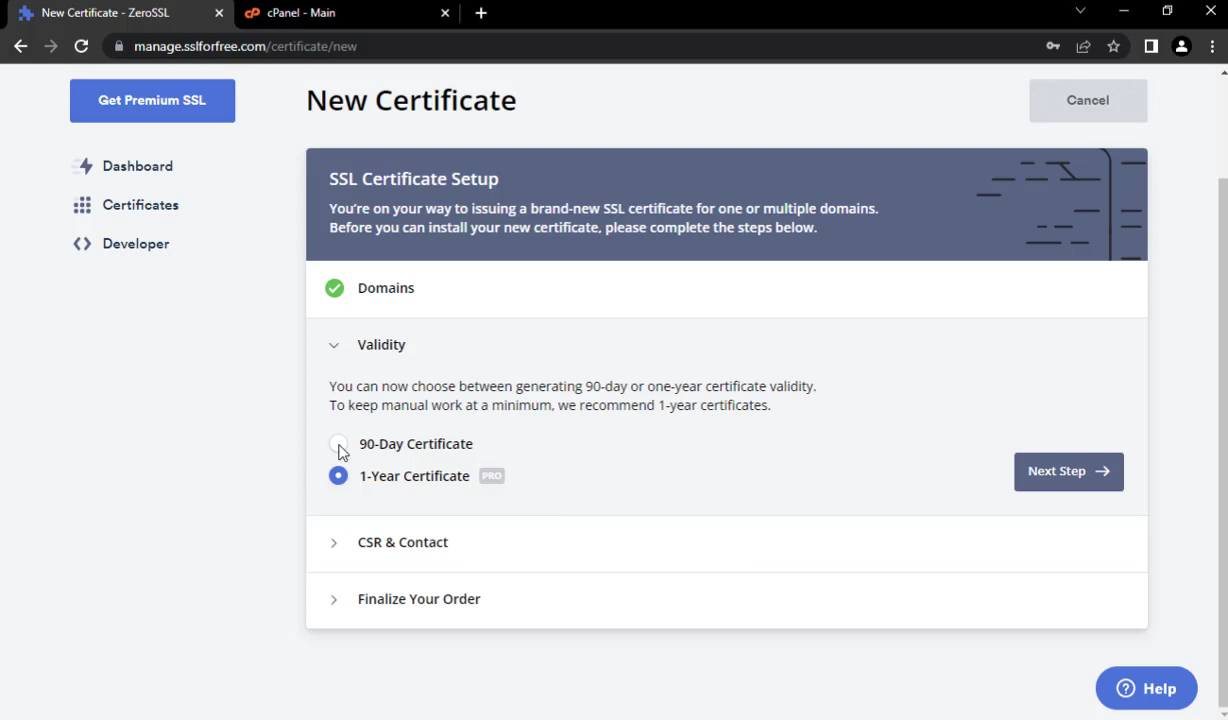 New Certificate - ZeroSSL
cPanel - Main
manage.sslforfree.com/certificate/new
Get Premium SSL
New Certificate
Cancel
Dashboard
Certificates
Developer
SSL Certificate Setup
You're on your way to issuing a brand-new SSL certificate for one or multiple domains.
Before you can install your new certificate, please complete the steps below.
Domains
Validity
You can now choose between generating 90-day or one-year certificate validity.
To keep manual work at a minimum, we recommend 1-year certificates.
90-Day Certificate
1-Year Certificate PRO
Next Step
CSR & Contact
Finalize Your Order
Help